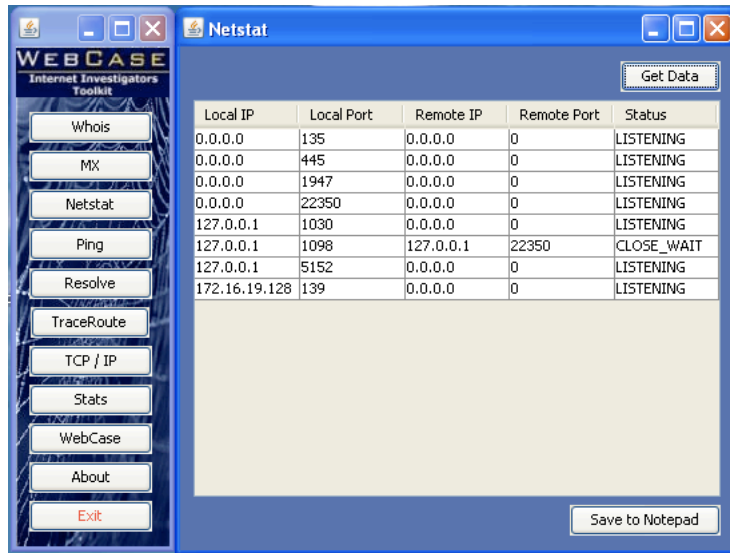 WEBCASE
Internet Investigators
Toolkit
Whois
MX
Netstat
Ping
Resolve
TraceRoute
TCP / IP
Stats
WebCase
About
Exit
Netstat
Get Data
Local IP Local Port Remote IP Remote Port Status
0.0.0.0 135 0.0.0.0 0 LISTENING
0.0.0.0 445 0.0.0.0 0 LISTENING
0.0.0.0 1947 0.0.0.0 0 LISTENING
0.0.0.0 22350 0.0.0.0 0 LISTENING
127.0.0.1 1030 0.0.0.0 0 LISTENING
127.0.0.1 1098 127.0.0.1 22350 CLOSE_WAIT
127.0.0.1 5152 0.0.0.0 0 LISTENING
172.16.19.128 139 0.0.0.0 0 LISTENING
Save to Notepad